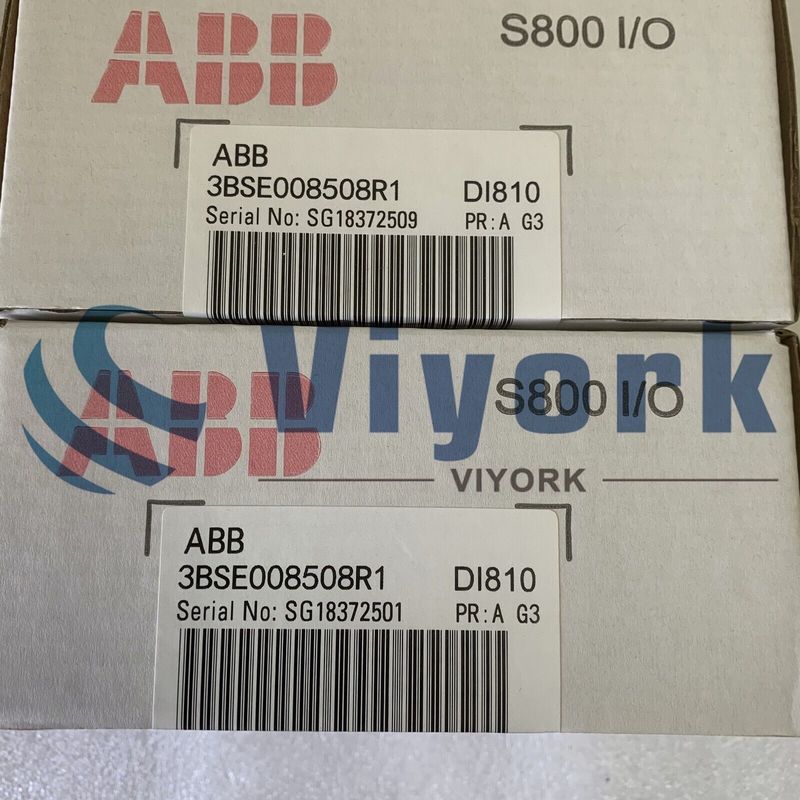 ABB S800 I/O
ABB
3BSE008508R1 DI810
Serial No: SG18372509 PR:A G3
Viyork
VIYORK
ABB S800 I/O
ABB
3BSE008508R1 DI810
Serial No: SG18372501 PR:A G3